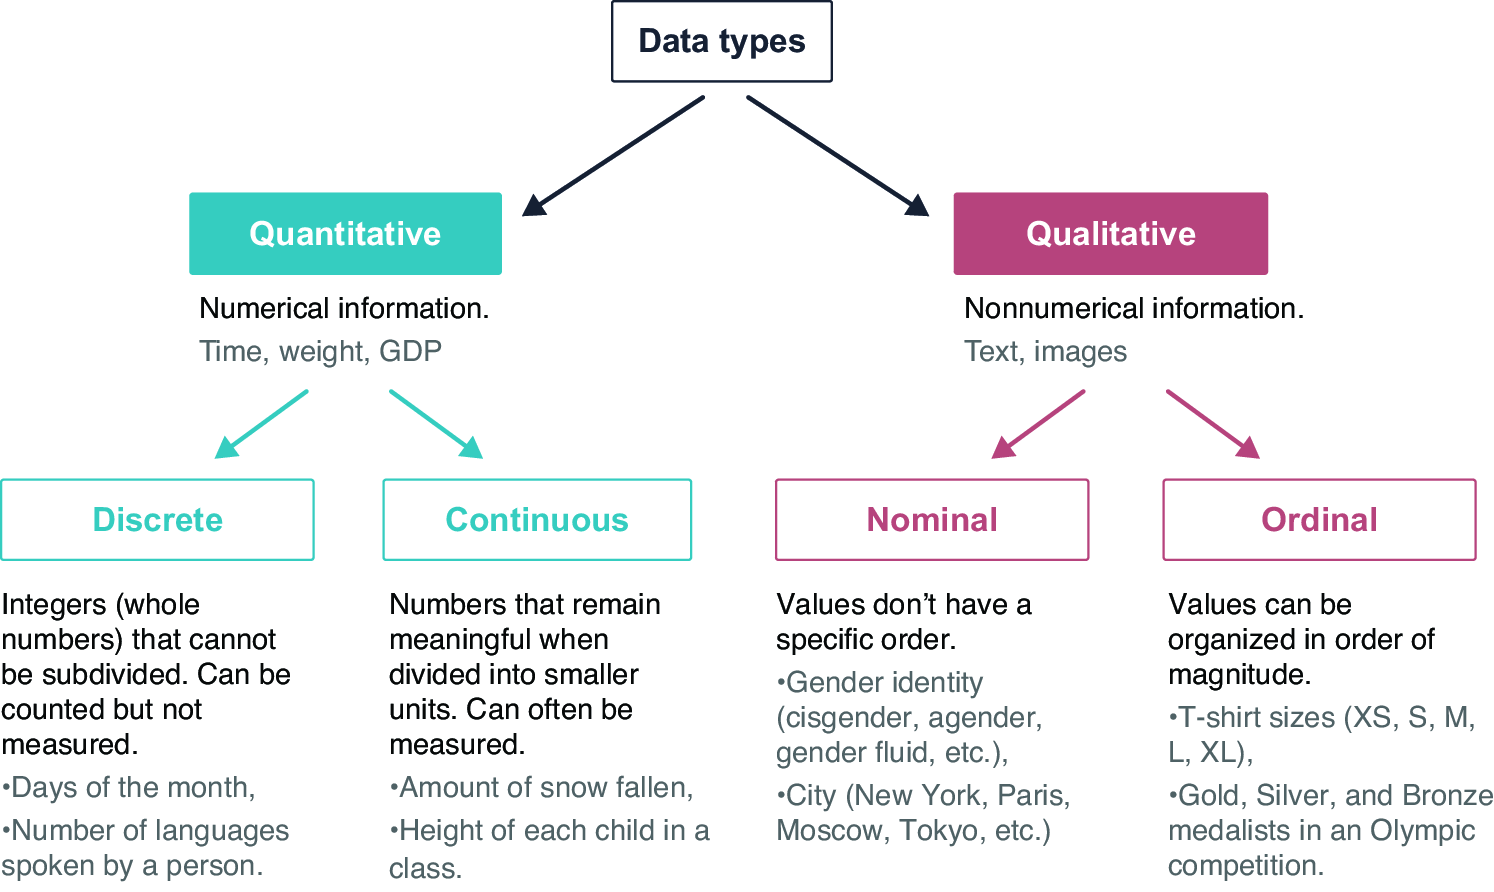 Data types
Quantitative
Numerical information.
Time, weight, GDP
Qualitative
Nonnumerical information.
Text, images
Discrete
Integers (whole
numbers) that cannot
be subdivided. Can be
counted but not
measured.
•Days of the month,
•Number of languages
spoken by a person.
Continuous
Numbers that remain
meaningful when
divided into smaller
units. Can often be
measured.
•Amount of snow fallen,
•Height of each child in a
class.
Nominal
Values don’t have a
specific order.
•Gender identity
(cisgender, agender,
gender fluid, etc.),
•City (New York, Paris,
Moscow, Tokyo, etc.)
Ordinal
Values can be
organized in order of
magnitude.
•T-shirt sizes (XS, S, M,
L, XL),
•Gold, Silver, and Bronze
medalists in an Olympic
competition.